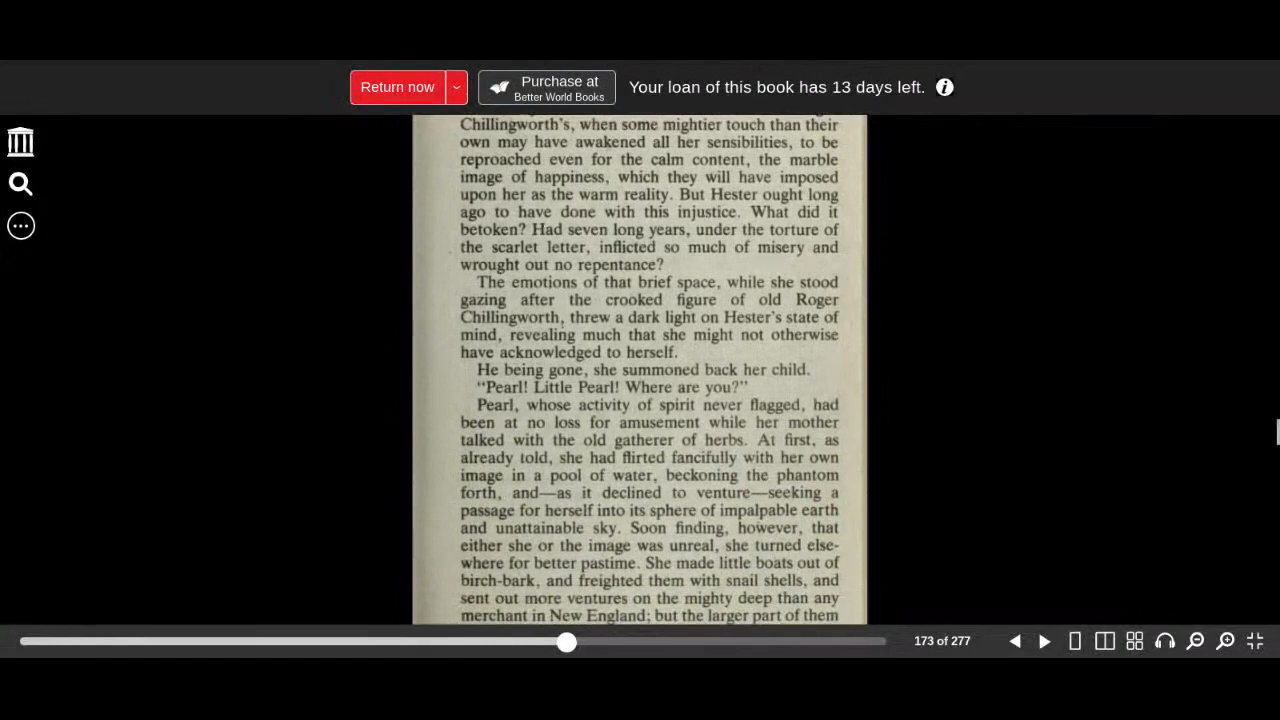 Return now
Purchase at
Better World Books
Your loan of this book has 13 days left.
Chillingworth's, when some mightier touch than their
own may have awakened all her sensibilities, to be
reproached even for the calm content, the marble
image of happiness, which they will have imposed
upon her as the warm reality. But Hester ought long
ago to have done with this injustice. What did it
betoken? Had seven long years, under the torture of
the scarlet letter, inflicted so much of misery and
wrought out no repentance?
The emotions of that brief space, while she stood
gazing after the crooked figure of old Roger
Chillingworth, threw a dark light on Hester's state of
mind, revealing much that she might not otherwise
have acknowledged to herself.
He being gone, she summoned back her child.
"Pearl! Little Pearl! Where are you?"
Pearl, whose activity of spirit never flagged, had
been at no loss for amusement while her mother
talked with the old gatherer of herbs. At first, as
already told, she had flirted fancifully with her own
image in a pool of water, beckoning the phantom
forth, and—as it declined to venture—seeking a
passage for herself into its sphere of impalpable earth
and unattainable sky. Soon finding, however, that
either she or the image was unreal, she turned else-
where for better pastime. She made little boats out of
birch-bark, and freighted them with snail shells, and
sent out more ventures on the mighty deep than any
merchant in New England; but the larger part of them
173 of 277